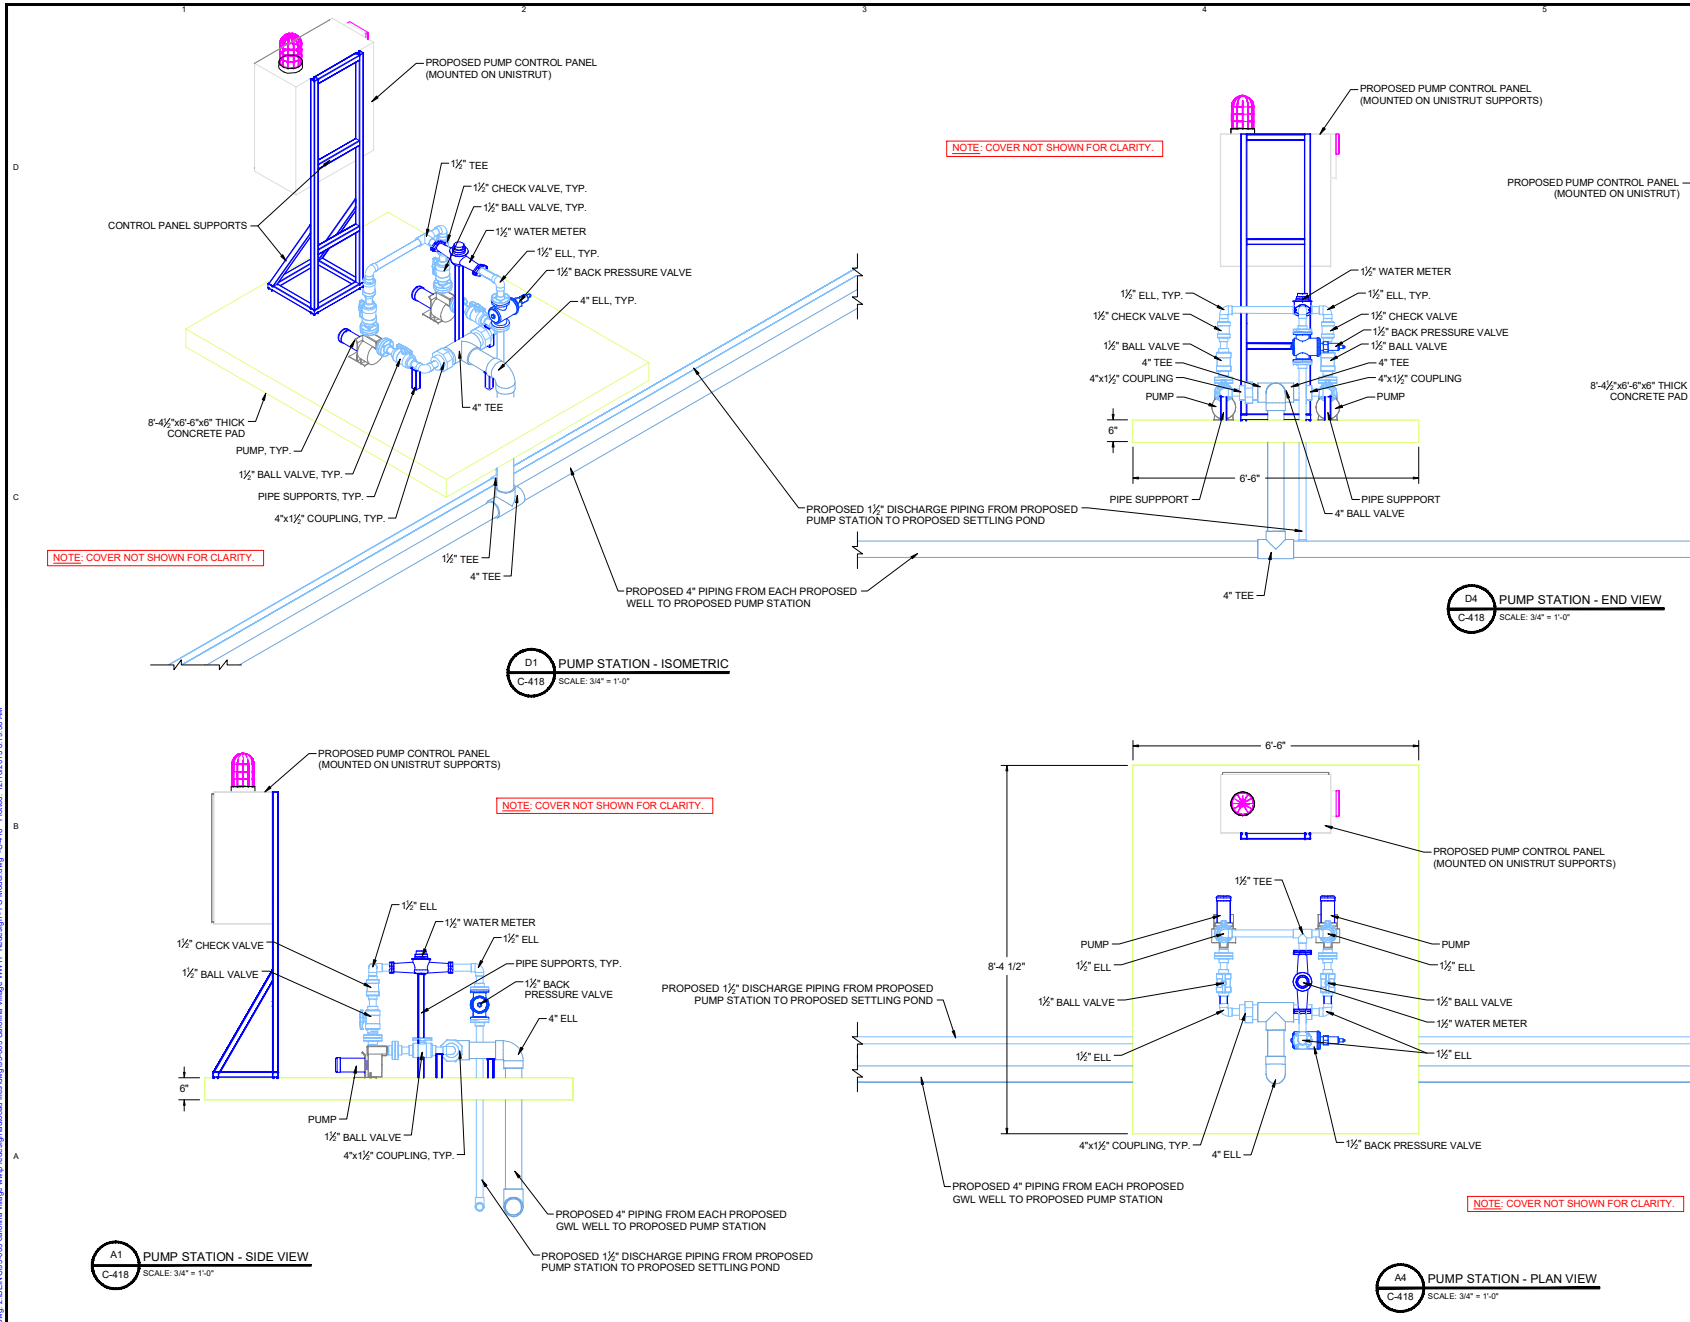 1
2
3
4
5
D
C
B
A
PROPOSED PUMP CONTROL PANEL
(MOUNTED ON UNISTRUT)
1½" TEE
1½" CHECK VALVE, TYP.
1½" BALL VALVE, TYP.
1½" WATER METER
1½" ELL, TYP.
1½" BACK PRESSURE VALVE
4" ELL, TYP.
CONTROL PANEL SUPPORTS
4" TEE
8'-4½"x6'-6"x6" THICK
CONCRETE PAD
PUMP, TYP.
1½" BALL VALVE, TYP.
PIPE SUPPORTS, TYP.
4"x1½" COUPLING, TYP.
1½" TEE
4" TEE
NOTE: COVER NOT SHOWN FOR CLARITY.
PROPOSED 1½" DISCHARGE PIPING FROM PROPOSED
PUMP STATION TO PROPOSED SETTLING POND
PROPOSED 4" PIPING FROM EACH PROPOSED
WELL TO PROPOSED PUMP STATION
D1
C-418
PUMP STATION - ISOMETRIC
SCALE: 3/4" = 1'-0"
NOTE: COVER NOT SHOWN FOR CLARITY.
PROPOSED PUMP CONTROL PANEL
(MOUNTED ON UNISTRUT SUPPORTS)
PROPOSED PUMP CONTROL PANEL
(MOUNTED ON UNISTRUT)
1½" WATER METER
1½" ELL, TYP.
1½" ELL, TYP.
1½" CHECK VALVE
1½" CHECK VALVE
1½" BACK PRESSURE VALVE
1½" BALL VALVE
1½" BALL VALVE
4" TEE
4" TEE
4"x1½" COUPLING
4"x1½" COUPLING
PUMP
PUMP
8'-4½"x6'-6"x6" THICK
CONCRETE PAD
6"
6'-6"
PIPE SUPPPORT
PIPE SUPPPORT
4" BALL VALVE
4" TEE
D4
C-418
PUMP STATION - END VIEW
SCALE: 3/4" = 1'-0"
PROPOSED PUMP CONTROL PANEL
(MOUNTED ON UNISTRUT SUPPORTS)
NOTE: COVER NOT SHOWN FOR CLARITY.
1½" ELL
1½" WATER METER
1½" ELL
1½" CHECK VALVE
PIPE SUPPORTS, TYP.
1½" BALL VALVE
1½" BACK
PRESSURE VALVE
4" ELL
6"
PUMP
1½" BALL VALVE
4"x1½" COUPLING, TYP.
PROPOSED 4" PIPING FROM EACH PROPOSED
GWL WELL TO PROPOSED PUMP STATION
PROPOSED 1½" DISCHARGE PIPING FROM PROPOSED
PUMP STATION TO PROPOSED SETTLING POND
A1
C-418
PUMP STATION - SIDE VIEW
SCALE: 3/4" = 1'-0"
6'-6"
PROPOSED PUMP CONTROL PANEL
(MOUNTED ON UNISTRUT SUPPORTS)
1½" TEE
PUMP
PUMP
1½" ELL
1½" ELL
8'-4 1/2"
PROPOSED 1½" DISCHARGE PIPING FROM PROPOSED
PUMP STATION TO PROPOSED SETTLING POND
1½" BALL VALVE
1½" BALL VALVE
1½" WATER METER
1½" ELL
1½" ELL
4"x1½" COUPLING, TYP.
4" ELL
1½" BACK PRESSURE VALVE
PROPOSED 4" PIPING FROM EACH PROPOSED
GWL WELL TO PROPOSED PUMP STATION
NOTE: COVER NOT SHOWN FOR CLARITY.
A4
C-418
PUMP STATION - PLAN VIEW
SCALE: 3/4" = 1'-0"